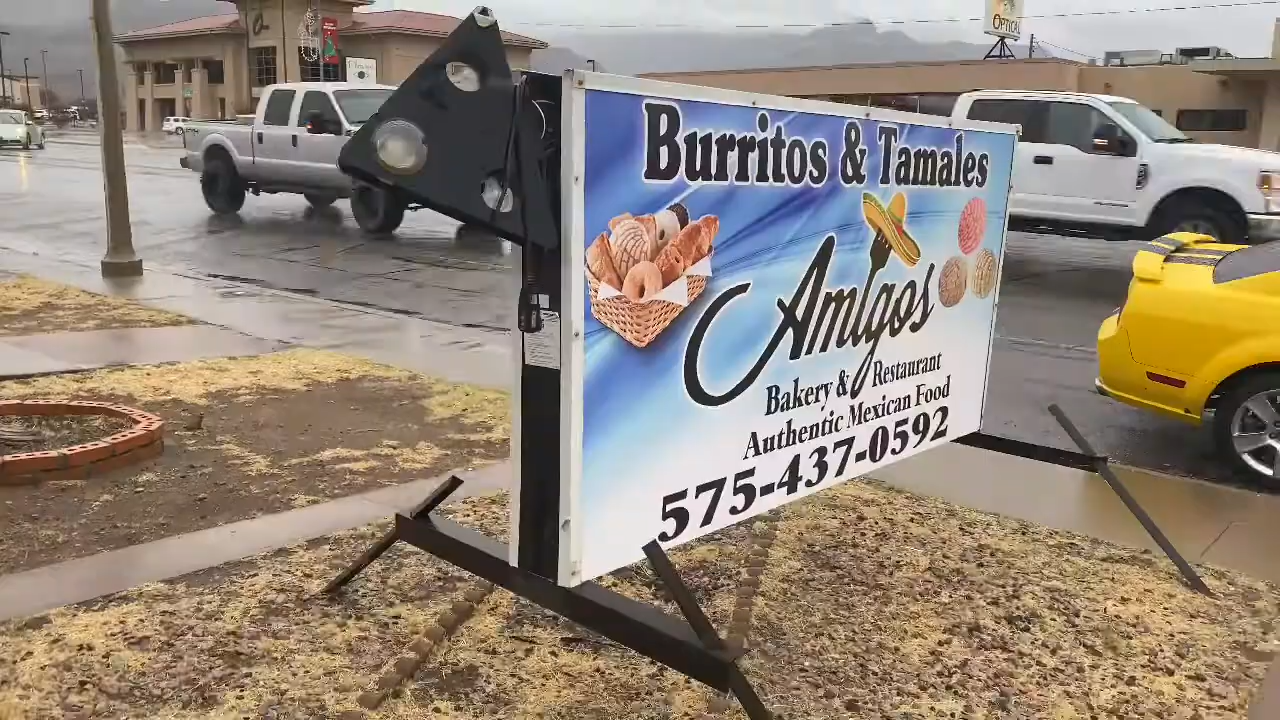 OPTICAL
Burritos & Tamales
Amigos
Bakery & Restaurant
Authentic Mexican Food
575-437-0592